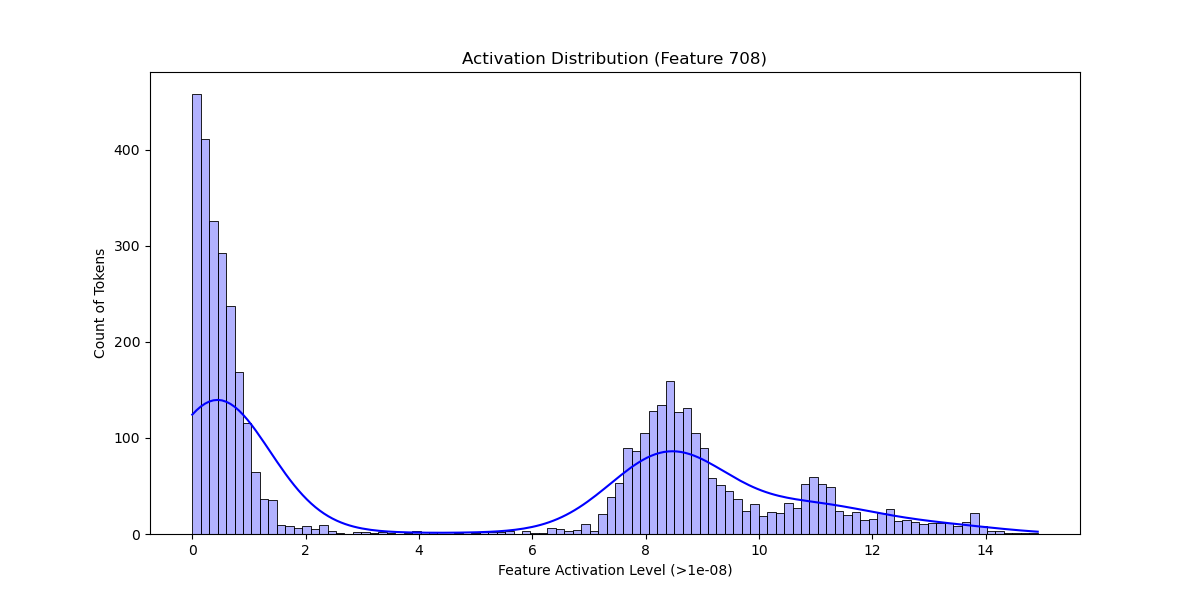 Activation Distribution (Feature 708)
Count of Tokens
400
300
200
100
0
0 2 4 6 8 10 12 14
Feature Activation Level (>1e-08)